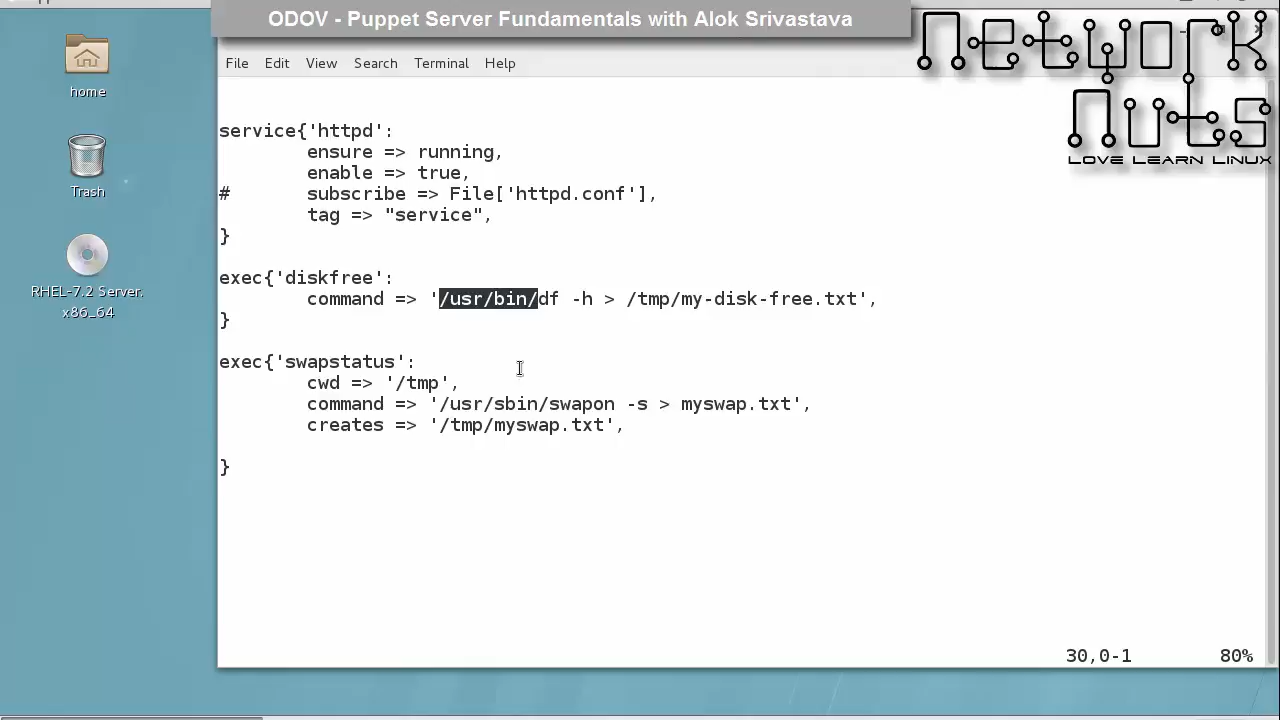 ODOV - Puppet Server Fundamentals with Alok Srivastava
Network
Nuts
LOVE LEARN LINUX
home
Trash
RHEL-7.2 Server.
x86_64
File Edit View Search Terminal Help
service{'httpd':
        ensure => running,
        enable => true,
#       subscribe => File['httpd.conf'],
        tag => "service",
}
exec{'diskfree':
        command => '/usr/bin/df -h > /tmp/my-disk-free.txt',
}
exec{'swapstatus':
        cwd => '/tmp',
        command => '/usr/sbin/swapon -s > myswap.txt',
        creates => '/tmp/myswap.txt',
}
30,0-1 80%